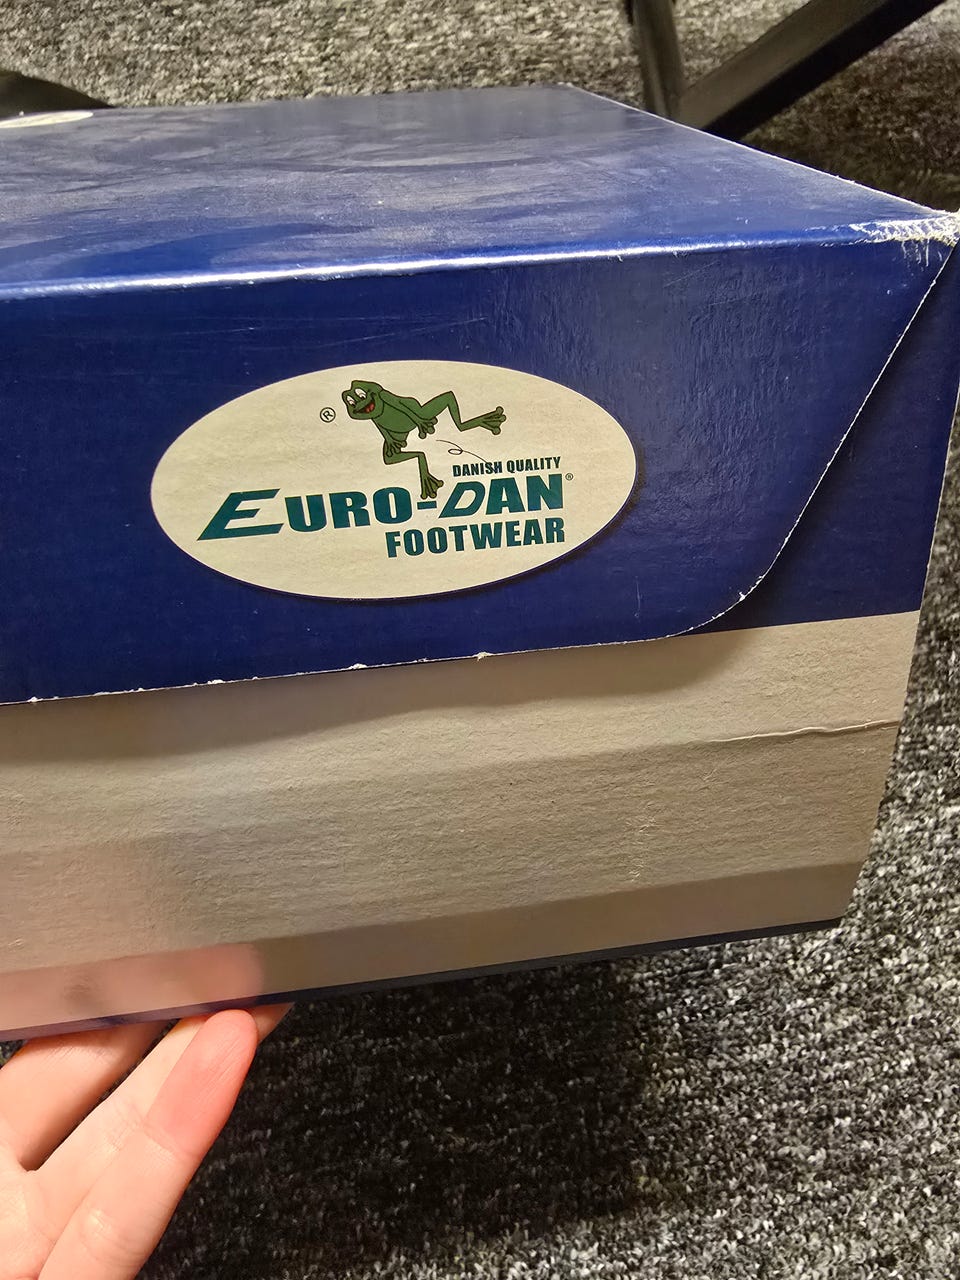 ®
DANISH QUALITY
EURO-DAN®
FOOTWEAR